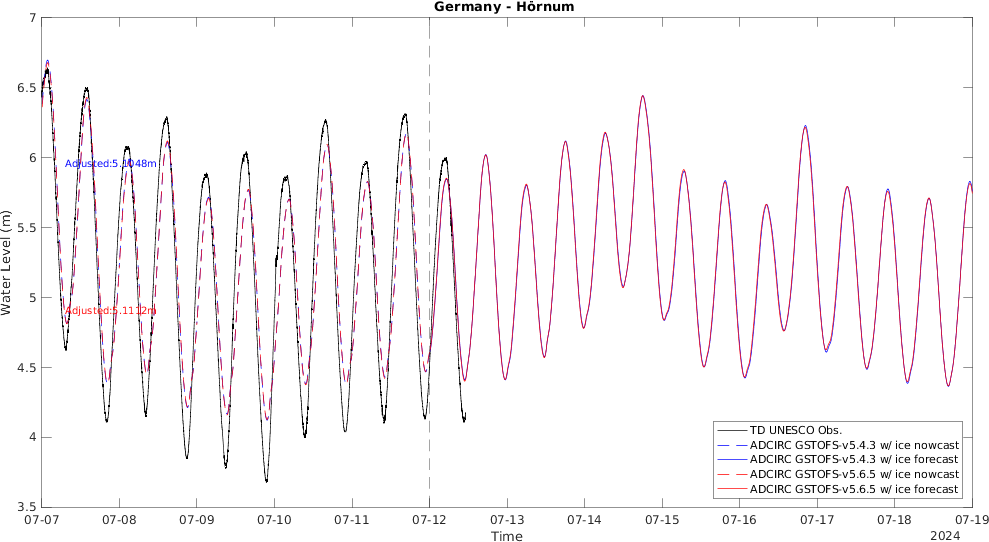 Germany - Hörnum
7
6.5
6
5.5
5
4.5
4
3.5
Water Level (m)
Adjusted:5.1048m
Adjusted:5.1112m
TD UNESCO Obs.
ADCIRC GSTOFS-v5.4.3 w/ ice nowcast
ADCIRC GSTOFS-v5.4.3 w/ ice forecast
ADCIRC GSTOFS-v5.6.5 w/ ice nowcast
ADCIRC GSTOFS-v5.6.5 w/ ice forecast
07-07 07-08 07-09 07-10 07-11 07-12 07-13 07-14 07-15 07-16 07-17 07-18 07-19
Time
2024